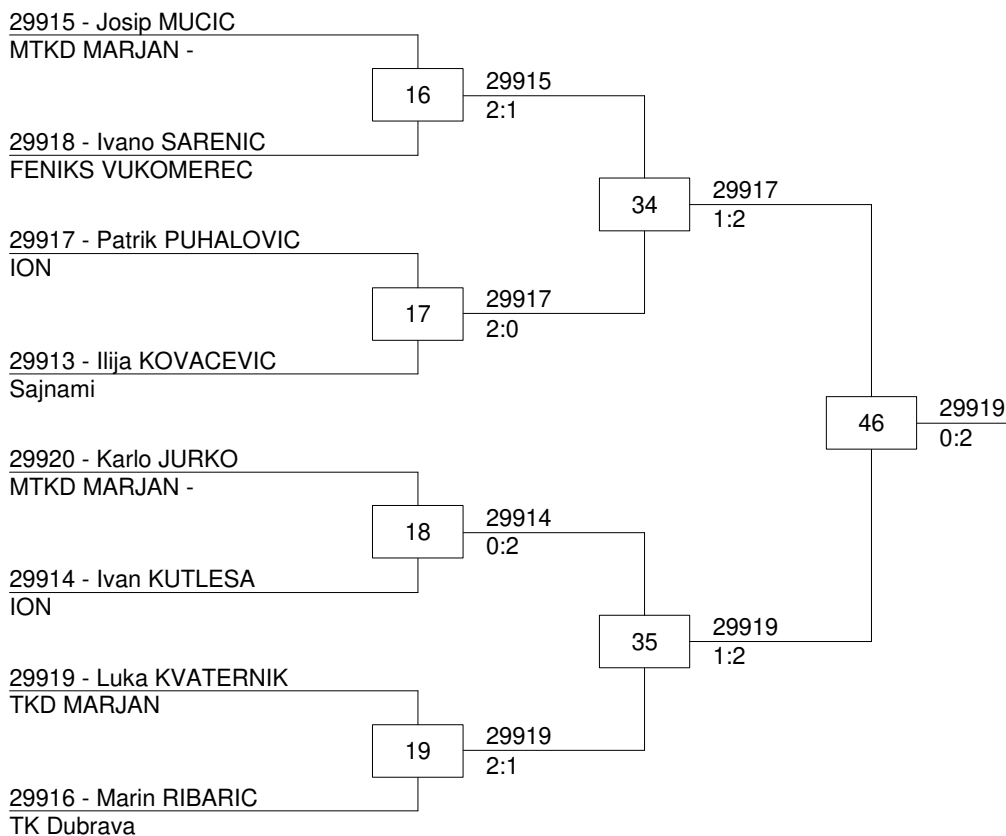 29915 - Josip MUCIC
MTKD MARJAN -
16
29915
2:1
29918 - Ivano SARENIC
FENIKS VUKOMEREC
34
29917
1:2
29917 - Patrik PUHALOVIC
ION
17
29917
2:0
29913 - Ilija KOVACEVIC
Sajnami
46
29919
0:2
29920 - Karlo JURKO
MTKD MARJAN -
18
29914
0:2
29914 - Ivan KUTLESA
ION
35
29919
1:2
29919 - Luka KVATERNIK
TKD MARJAN
19
29919
2:1
29916 - Marin RIBARIC
TK Dubrava